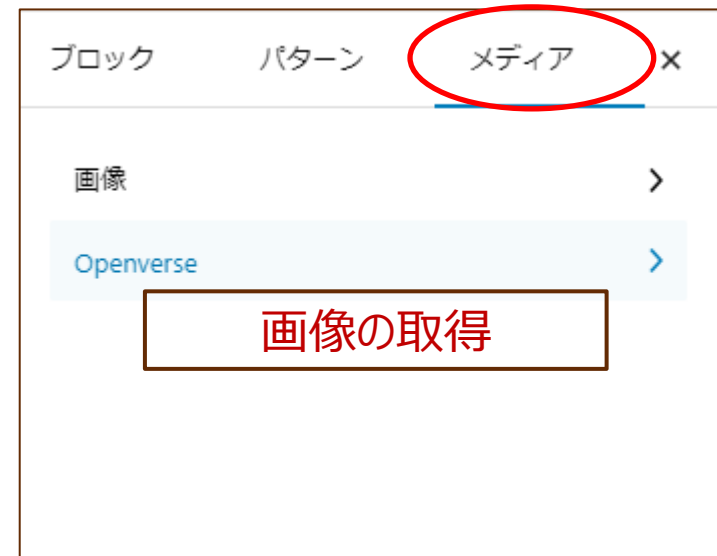 ブロック パターン メディア ×
画像
Openverse
画像の取得